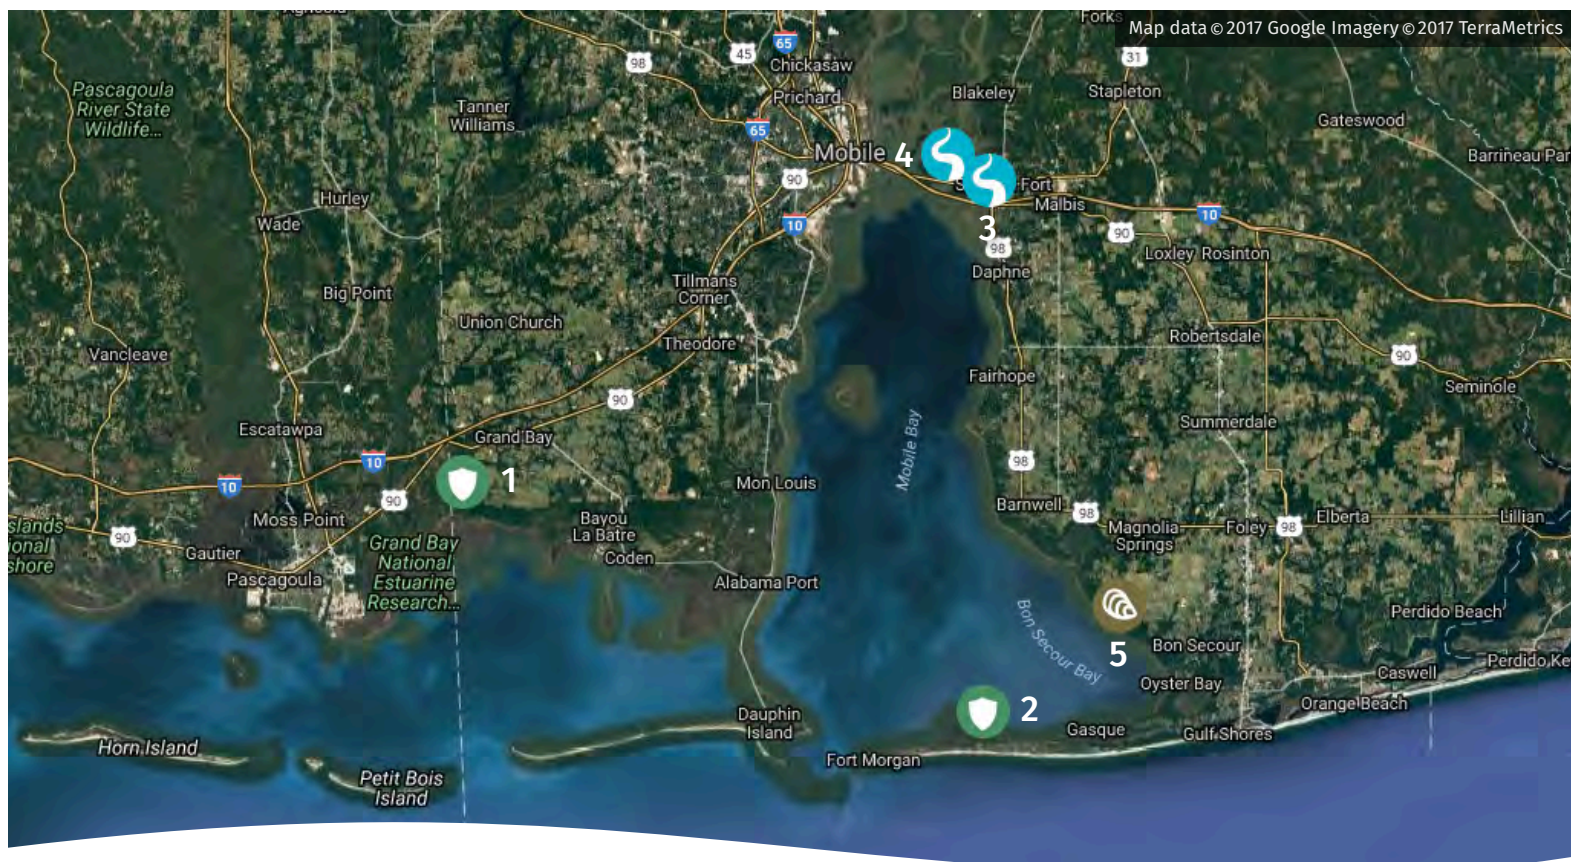 Map data ©2017 Google Imagery ©2017 TerraMetrics
Forks
31
65
45
98
Chickasaw
Pascagoula
River State
Wildlife...
Prichard
Blakeley
Stapleton
Tanner
Williams
Gateswood
65
Mobile
4
Barrineau Par
90
Fort
Hurley
Malbis
10
Wade
10
3
90
98
Loxley
Rosinton
Daphne
Tillmans
Corner
Big Point
Union Church
Theodore
Robertsdale
Vancleave
90
Fairhope
Seminole
90
Mobile Bay
Summerdale
Escatawpa
Grand Bay
10
98
10
1
Mon Louis
90
Barnwell
98
Moss Point
Bayou
La Batre
Magnolia
Springs
Foley
98
Elberta
Lillian
slands
ional
shore
90
Gautier
Grand Bay
National
Estuarine
Research...
Coden
Pascagoula
Alabama Port
Bon Secour Bay
Perdido Beach
5
Bon Secour
Perdido Ke
Caswell
Oyster Bay
Orange Beach
2
Dauphin
Island
Gasque
Gulf Shores
Horn Island
Fort Morgan
Petit Bois
Island